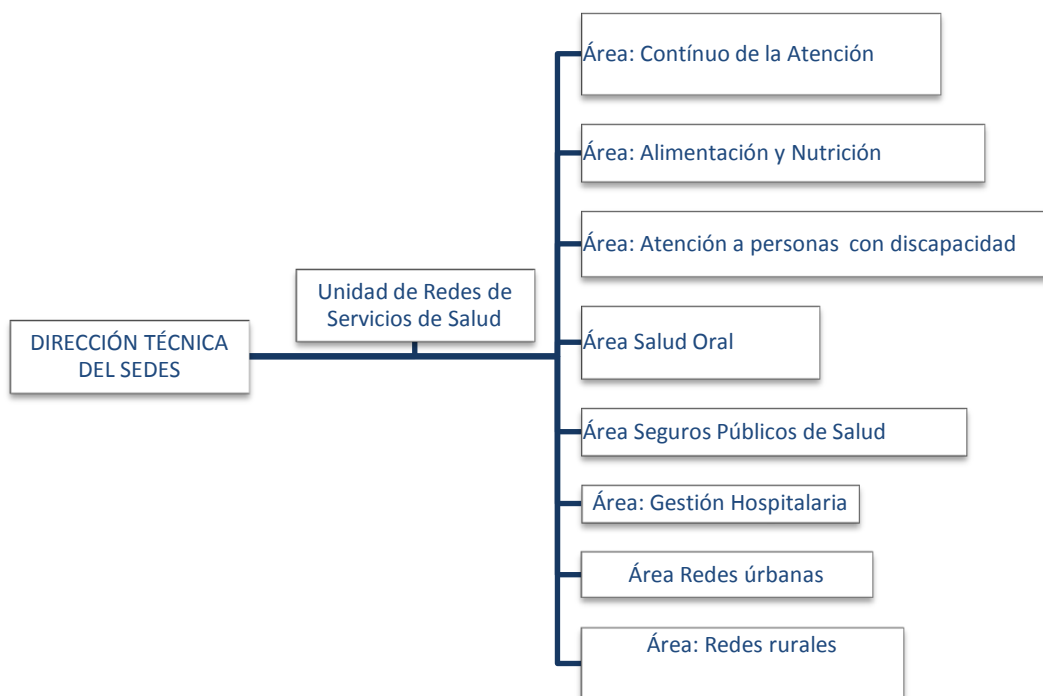 DIRECCIÓN TÉCNICA
DEL SEDES
Unidad de Redes de
Servicios de Salud
Área: Contínuo de la Atención
Área: Alimentación y Nutrición
Área: Atención a personas con discapacidad
Área Salud Oral
Área Seguros Públicos de Salud
Área: Gestión Hospitalaria
Área Redes úrbanas
Área: Redes rurales